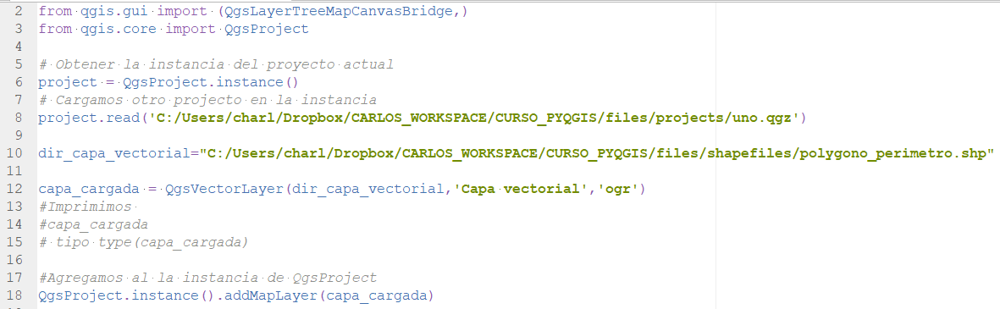 2 from qgis.gui import (QgsLayerTreeMapCanvasBridge,)
3 from qgis.core import QgsProject
4
5 # Obtener la instancia del proyecto actual
6 project = QgsProject.instance()
7 # Cargamos otro projecto en la instancia
8 project.read('C:/Users/charl/Dropbox/CARLOS_WORKSPACE/CURSO_PYQGIS/files/projects/uno.qgz')
9
10 dir_capa_vectorial="C:/Users/charl/Dropbox/CARLOS_WORKSPACE/CURSO_PYQGIS/files/shapefiles/polygono_perimetro.shp"
11
12 capa_cargada = QgsVectorLayer(dir_capa_vectorial,'Capa vectorial','ogr')
13 #Imprimimos
14 #capa_cargada
15 # tipo type(capa_cargada)
16
17 #Agregamos al la instancia de QgsProject
18 QgsProject.instance().addMapLayer(capa_cargada)